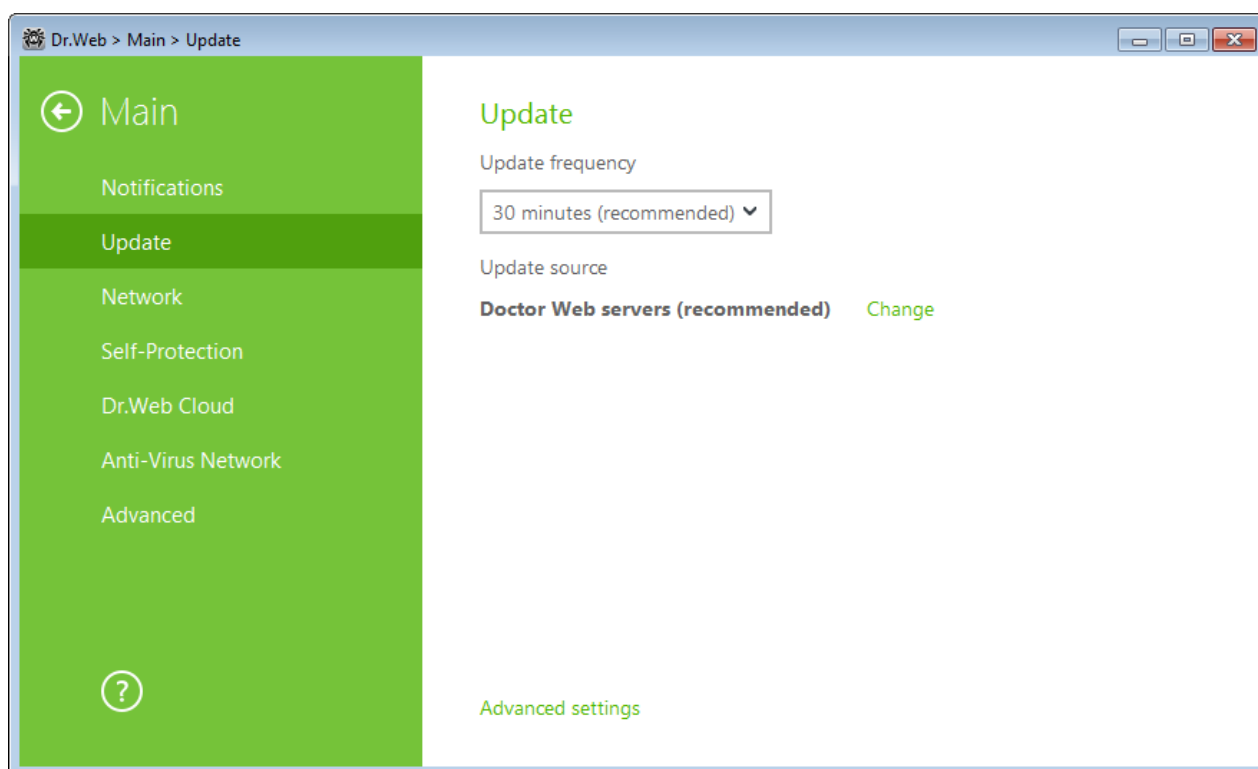 Dr.Web > Main > Update
Main
Notifications
Update
Network
Self-Protection
Dr.Web Cloud
Anti-Virus Network
Advanced
?
Update
Update frequency
30 minutes (recommended)
Update source
Doctor Web servers (recommended) Change
Advanced settings